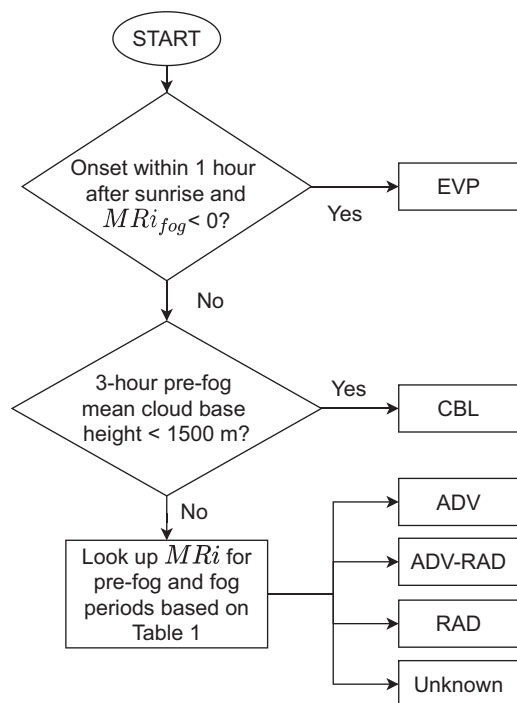 START
Onset within 1 hour
after sunrise and
MRi_fog < 0?
Yes
EVP
No
3-hour pre-fog
mean cloud base
height < 1500 m?
Yes
CBL
No
Look up MRi for
pre-fog and fog
periods based on
Table 1
ADV
ADV-RAD
RAD
Unknown